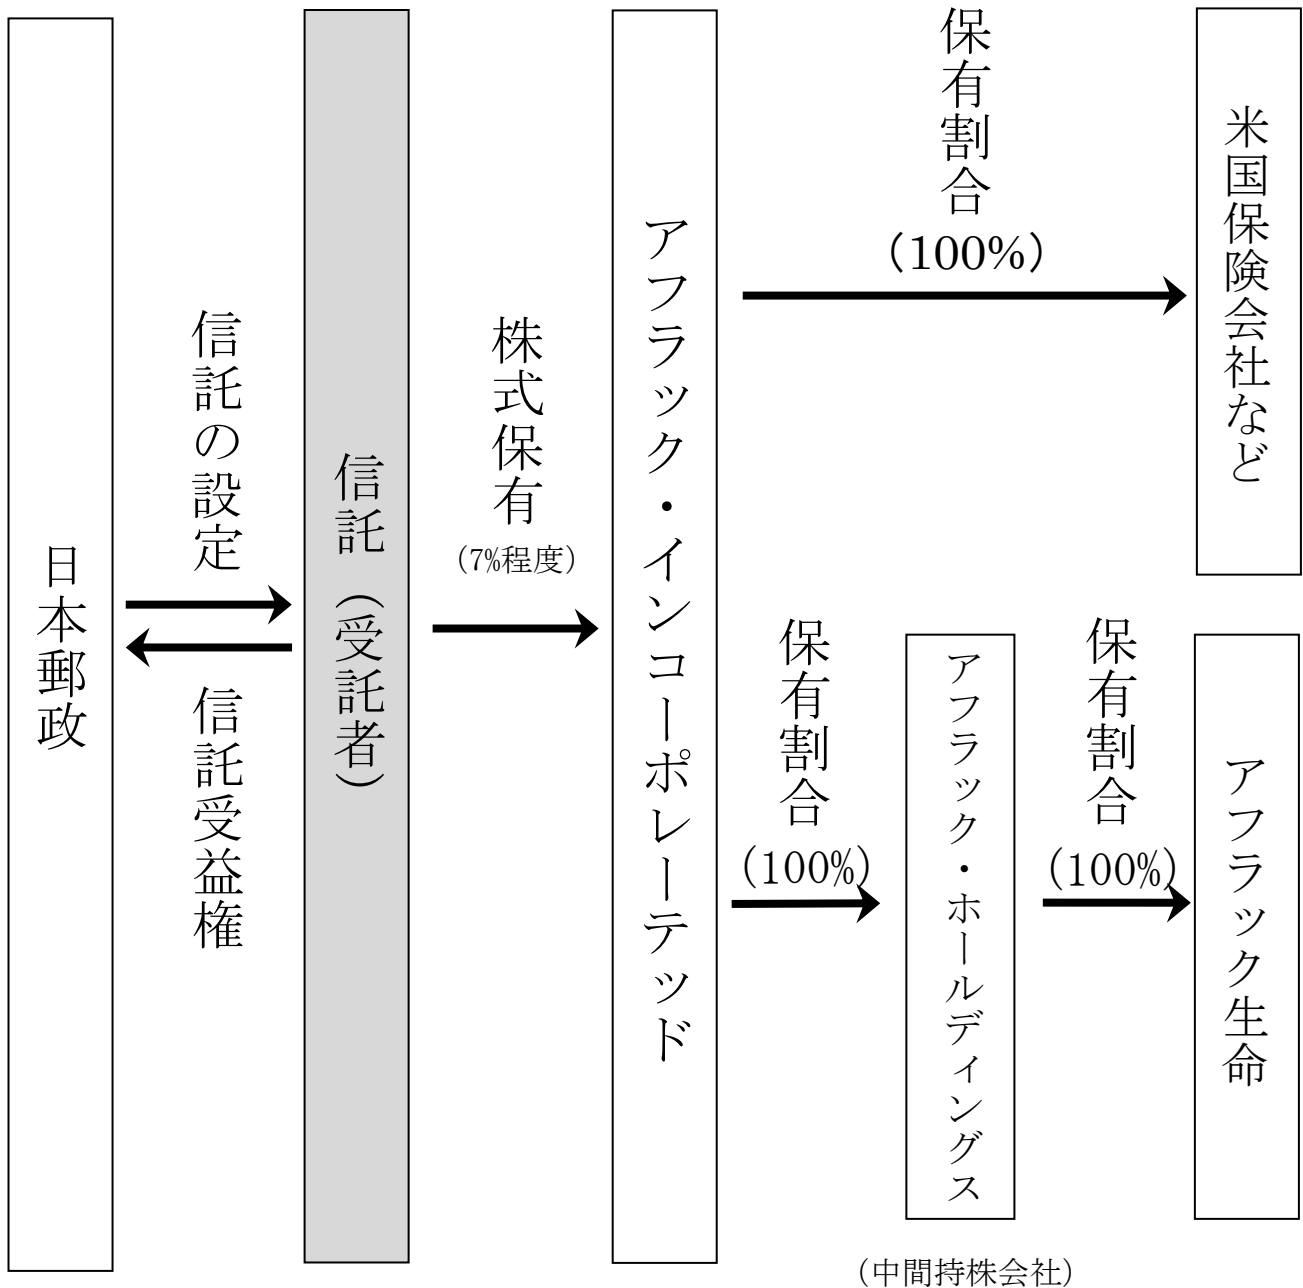 日本郵政
信託の設定
信託受益権
信託（受託者）
株式保有
（7%程度）
アフラック・インコーポレーテッド
保有割合
（100%）
米国保険会社など
保有割合
（100%）
アフラック・ホールディングス
（中間持株会社）
保有割合
（100%）
アフラック生命